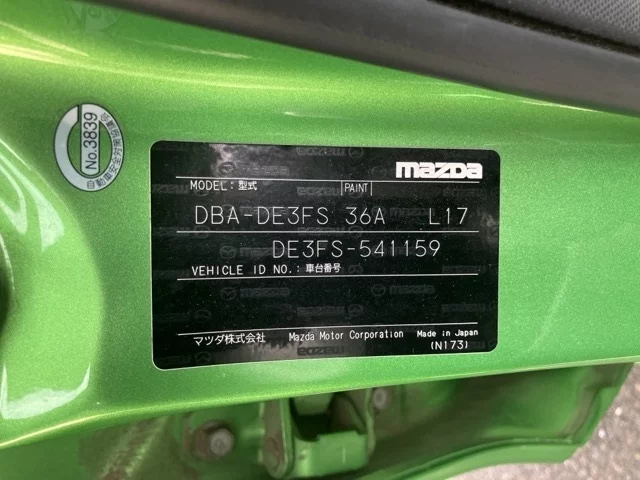 No.3839
mazda
MODEL:型式 PAINT
DBA-DE3FS 36A L17
DE3FS-541159
VEHICLE ID NO.:車台番号
マツダ株式会社 Mazda Motor Corporation Made in Japan
(N173)